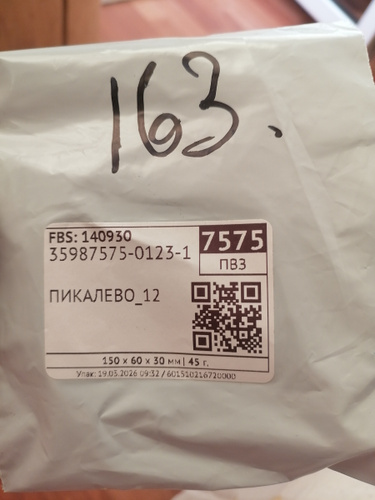 163.
FBS: 140930
7575
35987575-0123-1
ПВЗ
ПИКАЛЕВО_12
150 x 60 x 30 мм | 45 г.
Упак: 19.03.2026 09:32 / 601510216720000